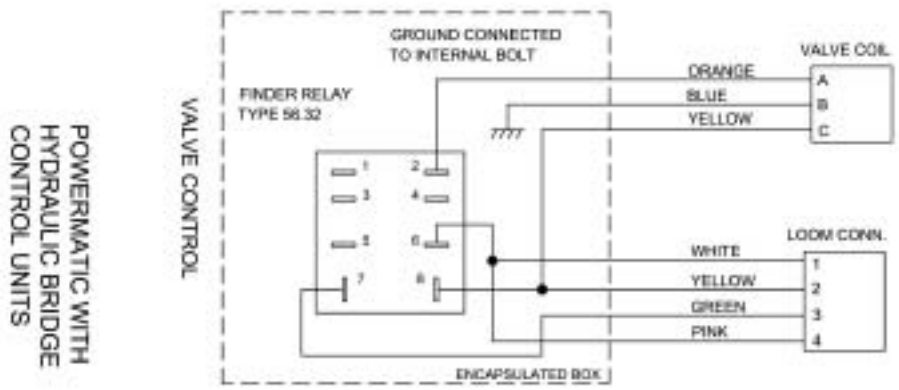 POWERMATIC WITH
HYDRAULIC BRIDGE
CONTROL UNITS
VALVE CONTROL
GROUND CONNECTED
TO INTERNAL BOLT
FINDER RELAY
TYPE 56.32
1
2
3
4
5
6
7
8
ENCAPSULATED BOX
VALVE COIL
ORANGE
A
BLUE
B
YELLOW
C
LOOM CONN.
WHITE
1
YELLOW
2
GREEN
3
PINK
4